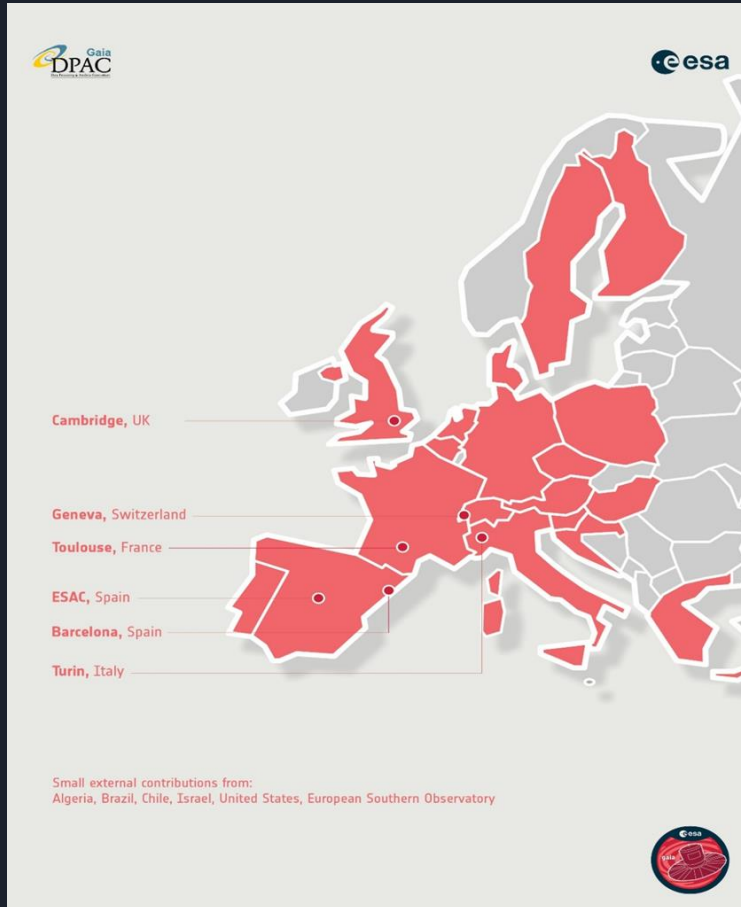 Gaia
DPAC
esa
Cambridge, UK
Geneva, Switzerland
Toulouse, France
ESAC, Spain
Barcelona, Spain
Turin, Italy
Small external contributions from:
Algeria, Brazil, Chile, Israel, United States, European Southern Observatory
esa
gaia